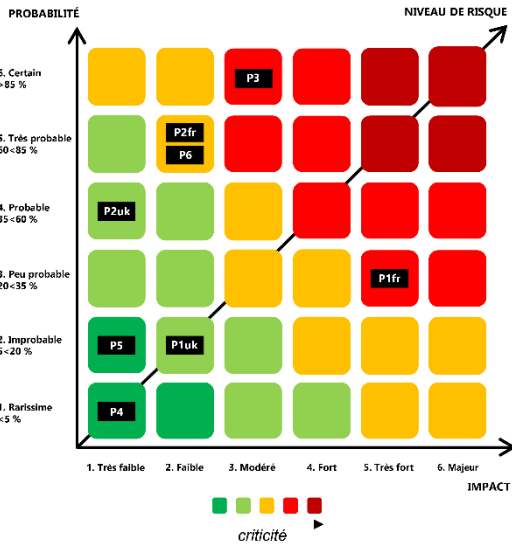 PROBABILITÉ
NIVEAU DE RISQUE
. Certain
>85 %
P3
. Très probable
60<85 %
P2fr
P6
4. Probable
35<60 %
P2uk
. Peu probable
20<35 %
P1fr
2. Improbable
5<20 %
P5
P1uk
. Rarissime
<5 %
P4
1. Très faible
2. Faible
3. Modéré
4. Fort
5. Très fort
6. Majeur
IMPACT
criticité